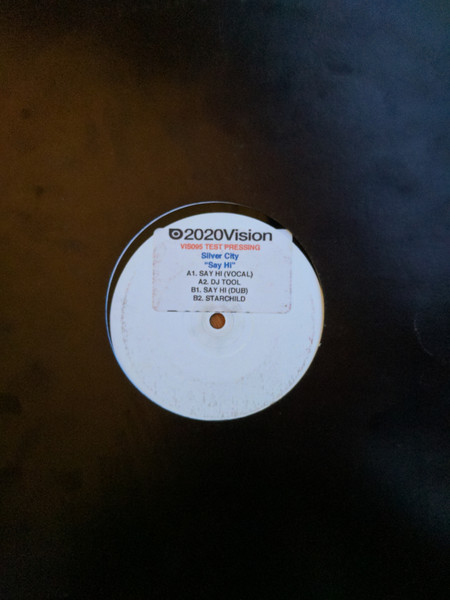 2020Vision
VIS095 TEST PRESSING
Silver City
"Say Hi"
A1. SAY HI (VOCAL)
A2. DJ TOOL
B1. SAY HI (DUB)
B2. STARCHILD